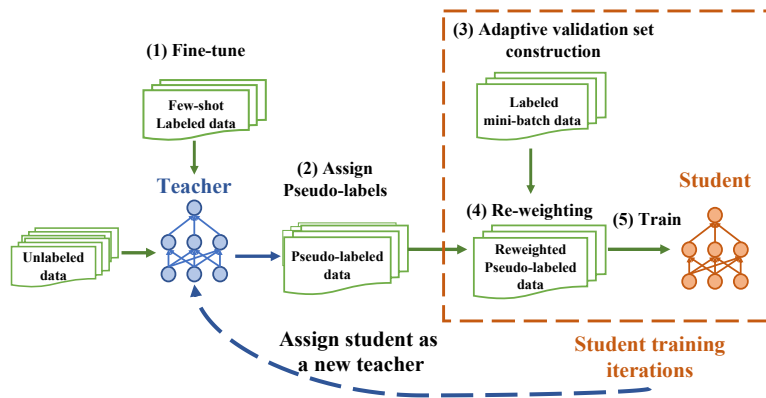 (1) Fine-tune
Few-shot
Labeled data
Teacher
Unlabeled
data
(2) Assign
Pseudo-labels
Pseudo-labeled
data
(3) Adaptive validation set
construction
Labeled
mini-batch data
(4) Re-weighting
Reweighted
Pseudo-labeled
data
(5) Train
Student
Assign student as
a new teacher
Student training
iterations